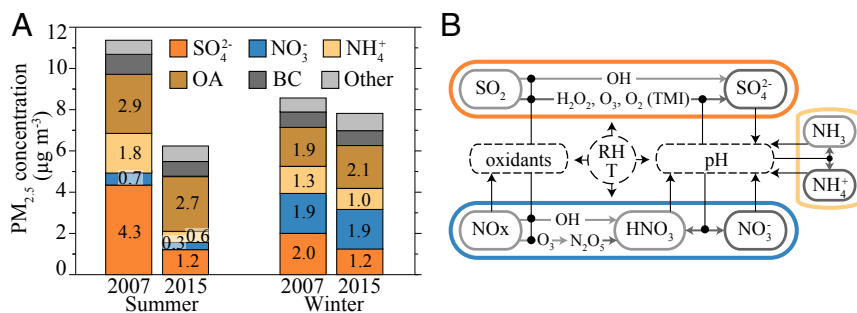 A
PM2.5 concentration
(µg m-3)
12
10
8
6
4
2
0
SO₄²⁻ NO₃⁻ NH₄⁺
OA BC Other
2.9
1.8
0.7
4.3
2.7
0.6
0.3
1.2
1.9
1.3
1.9
2.0
2.1
1.0
1.9
1.2
2007 2015 2007 2015
Summer Winter
B
SO₂ OH SO₄²⁻
H₂O₂, O₃, O₂ (TMI)
oxidants RH pH NH₃
T
NH₄⁺
NOx OH HNO₃ NO₃⁻
O₃ N₂O₅